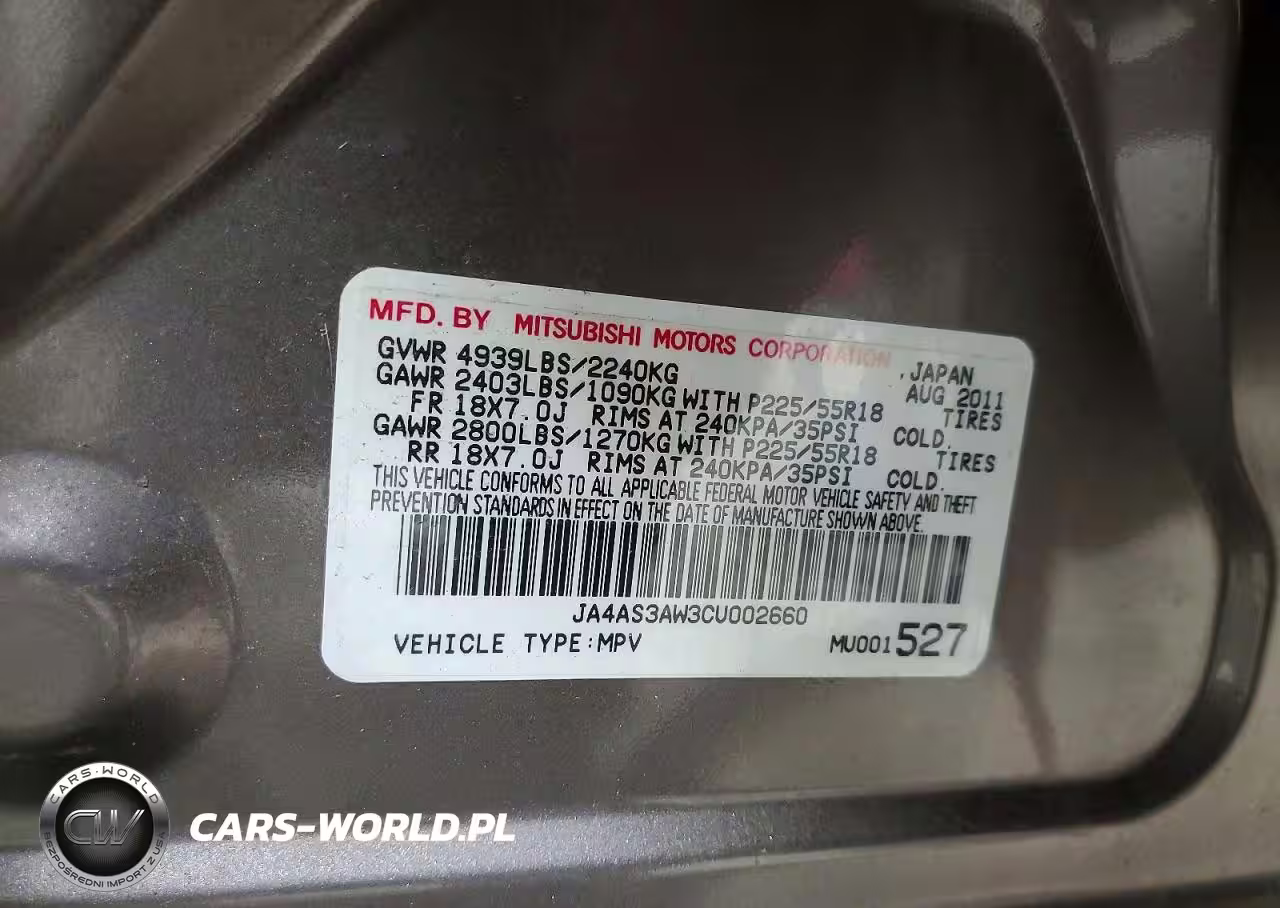 MFD. BY MITSUBISHI MOTORS CORPORATION, JAPAN
GVWR 4939LBS/2240KG AUG 2011
GAWR 2403LBS/1090KG WITH P225/55R18 TIRES
FR 18X7.0J RIMS AT 240KPA/35PSI COLD.
GAWR 2800LBS/1270KG WITH P225/55R18 TIRES
RR 18X7.0J RIMS AT 240KPA/35PSI COLD.
THIS VEHICLE CONFORMS TO ALL APPLICABLE FEDERAL MOTOR VEHICLE SAFETY AND THEFT
PREVENTION STANDARDS IN EFFECT ON THE DATE OF MANUFACTURE SHOWN ABOVE.
JA4AS3AW3CU002660
VEHICLE TYPE:MPV MU001527
CARS-WORLD
CW
BEZPOŚREDNI IMPORT Z USA
CARS-WORLD.PL